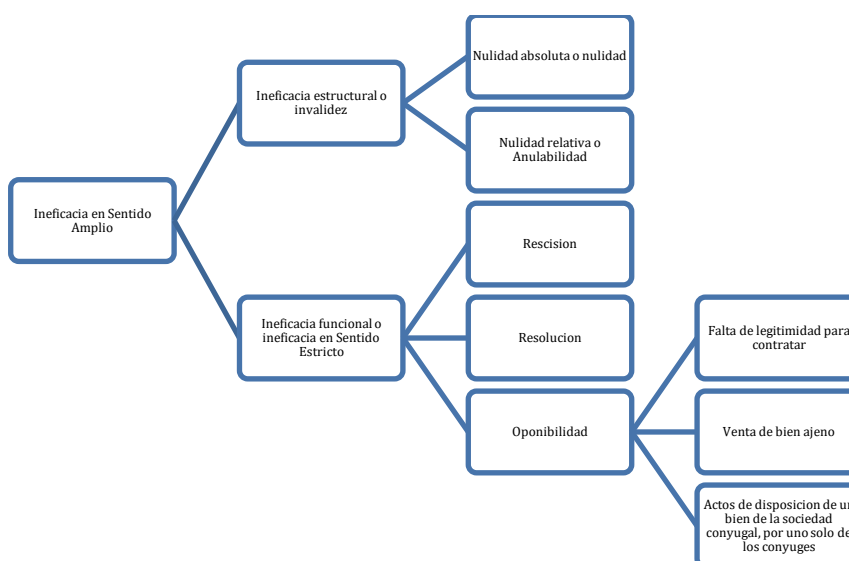 Nulidad absoluta o nulidad
Ineficacia estructural o
invalidez
Nulidad relativa o
Anulabilidad
Ineficacia en Sentido
Amplio
Rescision
Ineficacia funcional o
ineficacia en Sentido
Estricto
Resolucion
Falta de legitimidad para
contratar
Oponibilidad
Venta de bien ajeno
Actos de disposicion de un
bien de la sociedad
conyugal, por uno solo de
los conyuges